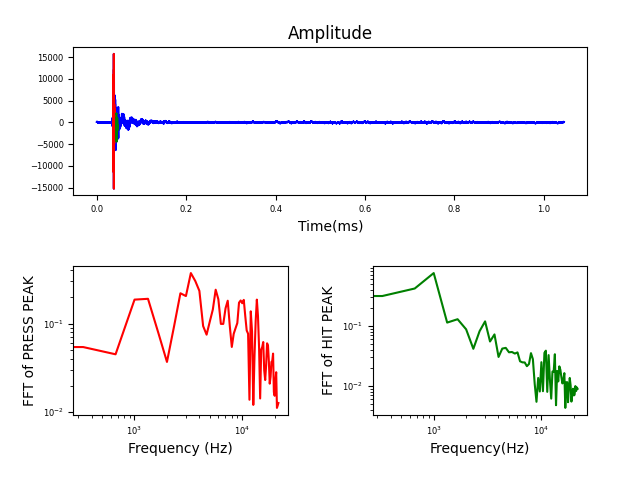 Amplitude
15000
10000
5000
0
−5000
−10000
−15000
0.0 0.2 0.4 0.6 0.8 1.0
Time(ms)
FFT of PRESS PEAK
10⁻¹
10⁻²
10³ 10⁴
Frequency (Hz)
FFT of HIT PEAK
10⁻¹
10⁻²
10³ 10⁴
Frequency(Hz)